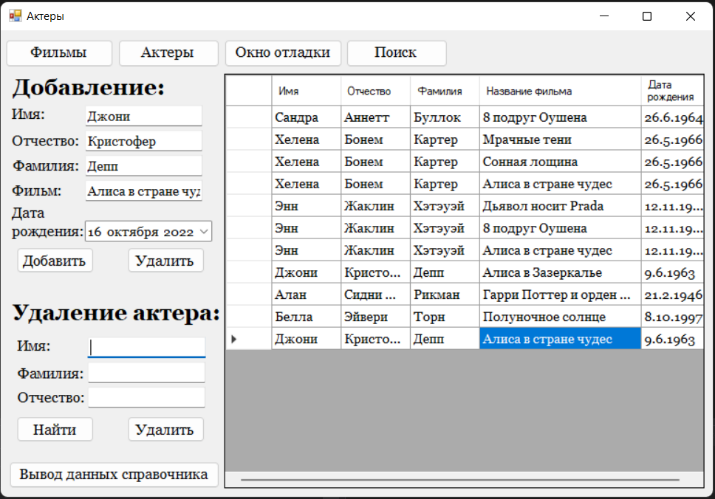 Актеры
Фильмы Актеры Окно отладки Поиск
Добавление:
Имя: Джони
Отчество: Кристофер
Фамилия: Депп
Фильм: Алиса в стране чуд
Дата
рождения: 16 октября 2022
Добавить Удалить
Удаление актера:
Имя:
Фамилия:
Отчество:
Найти Удалить
Вывод данных справочника
Имя Отчество Фамилия Название фильма Дата рождения
Сандра Аннетт Буллок 8 подруг Оушена 26.6.1964
Хелена Бонем Картер Мрачные тени 26.5.1966
Хелена Бонем Картер Сонная лощина 26.5.1966
Хелена Бонем Картер Алиса в стране чудес 26.5.1966
Энн Жаклин Хэтэуэй Дьявол носит Prada 12.11.19...
Энн Жаклин Хэтэуэй 8 подруг Оушена 12.11.19...
Энн Жаклин Хэтэуэй Алиса в стране чудес 12.11.19...
Джони Кристо... Депп Алиса в Зазеркалье 9.6.1963
Алан Сидни ... Рикман Гарри Поттер и орден ... 21.2.1946
Белла Эйвери Торн Полуночное солнце 8.10.1997
Джони Кристо... Депп Алиса в стране чудес 9.6.1963